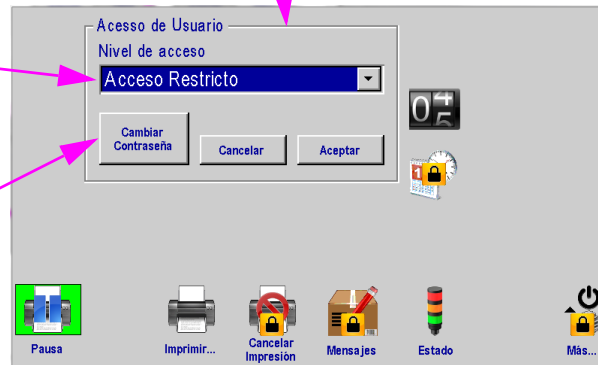 Acesso de Usuario
Nivel de acceso
Acceso Restricto
Cambiar
Contraseña
Cancelar
Aceptar
1
Pausa
Imprimir...
Cancelar
Impresión
Mensajes
Estado
Más...